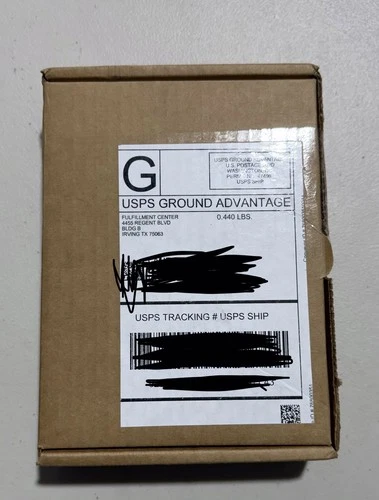 G
USPS GROUND ADVANTAGE
U.S. POSTAGE PAID
USPS SHIP
USPS GROUND ADVANTAGE
FULFILLMENT CENTER
0.440 LBS.
4455 REGENT BLVD
BLDG B
IRVING TX 75063
USPS TRACKING # USPS SHIP